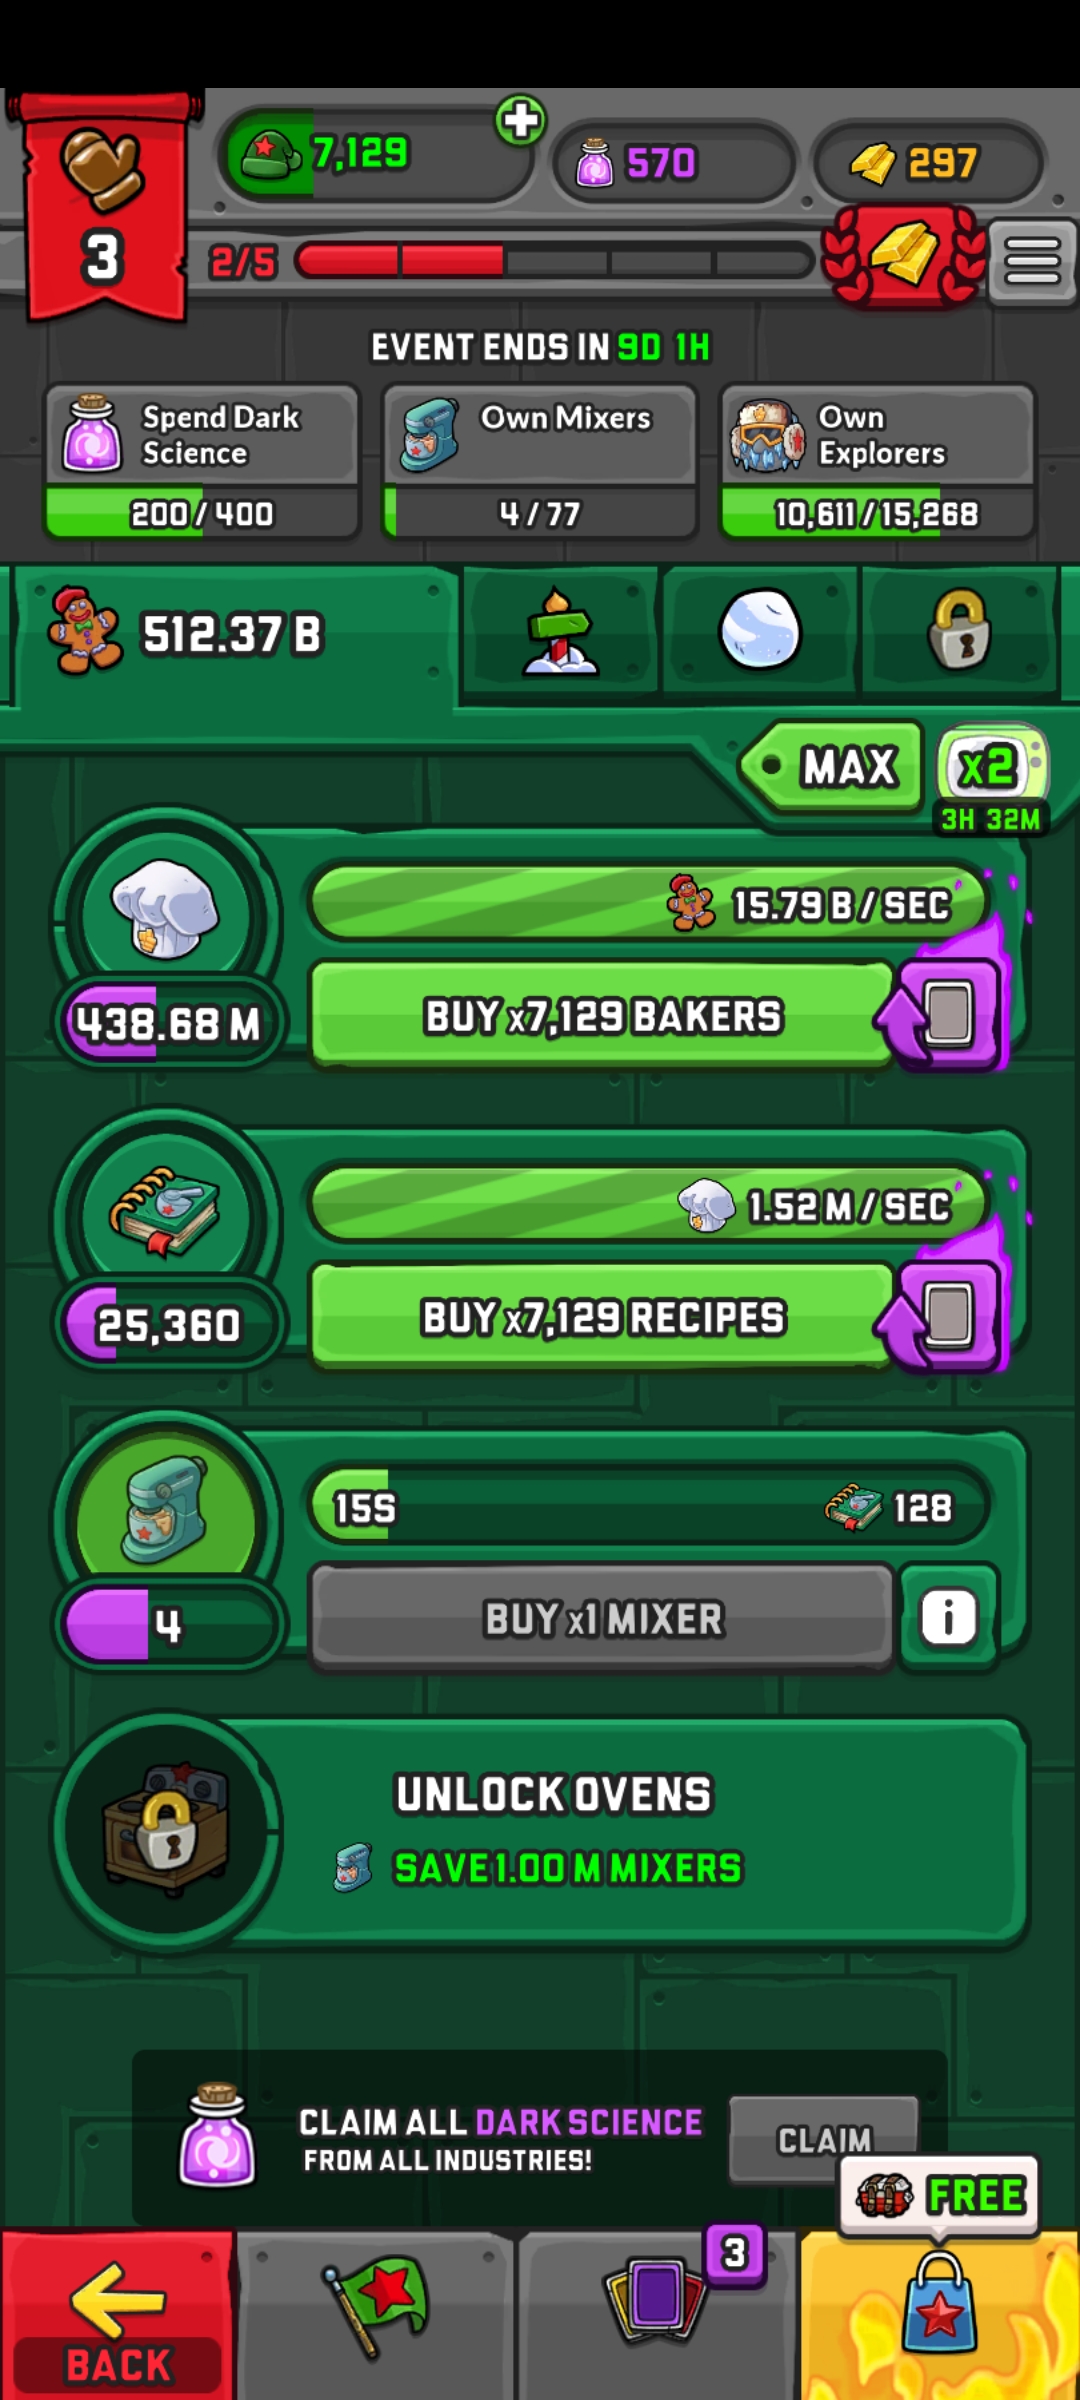 7,129
570
297
3
2/5
EVENT ENDS IN 9D 1H
Spend Dark Science
200/400
Own Mixers
4/77
Own Explorers
10,611/15,268
512.37 B
MAX
x2
3H 32M
15.79 B/SEC
438.68 M
BUY x7,129 BAKERS
1.52 M/SEC
25,360
BUY x7,129 RECIPES
15S
128
4
BUY x1 MIXER
i
UNLOCK OVENS
SAVE 1.00 M MIXERS
CLAIM ALL DARK SCIENCE
FROM ALL INDUSTRIES!
CLAIM
FREE
3
BACK